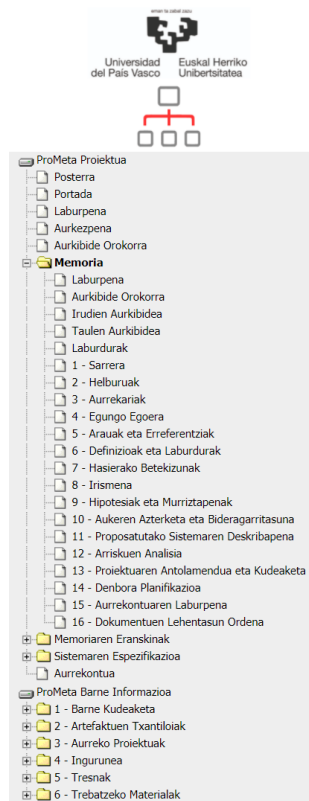 eman ta zabal zazu
Universidad Euskal Herriko
del País Vasco Unibertsitatea
ProMeta Proiektua
Posterra
Portada
Laburpena
Aurkezpena
Aurkibide Orokorra
Memoria
Laburpena
Aurkibide Orokorra
Irudien Aurkibidea
Taulen Aurkibidea
Laburdurak
1 - Sarrera
2 - Helburuak
3 - Aurrekariak
4 - Egungo Egoera
5 - Arauak eta Erreferentziak
6 - Definizioak eta Laburdurak
7 - Hasierako Betekizunak
8 - Irismena
9 - Hipotesiak eta Murriztapenak
10 - Aukeren Azterketa eta Bideragarritasuna
11 - Proposatutako Sistemaren Deskribapena
12 - Arriskuen Analisia
13 - Proiektuaren Antolamendua eta Kudeaketa
14 - Denbora Planifikazioa
15 - Aurrekontuaren Laburpena
16 - Dokumentuen Lehentasun Ordena
Memoriaren Eranskinak
Sistemaren Espezifikazioa
Aurrekontua
ProMeta Barne Informazioa
1 - Barne Kudeaketa
2 - Artefaktuen Txantiloiak
3 - Aurreko Proiektuak
4 - Ingurunea
5 - Tresnak
6 - Trebatzeko Materialak